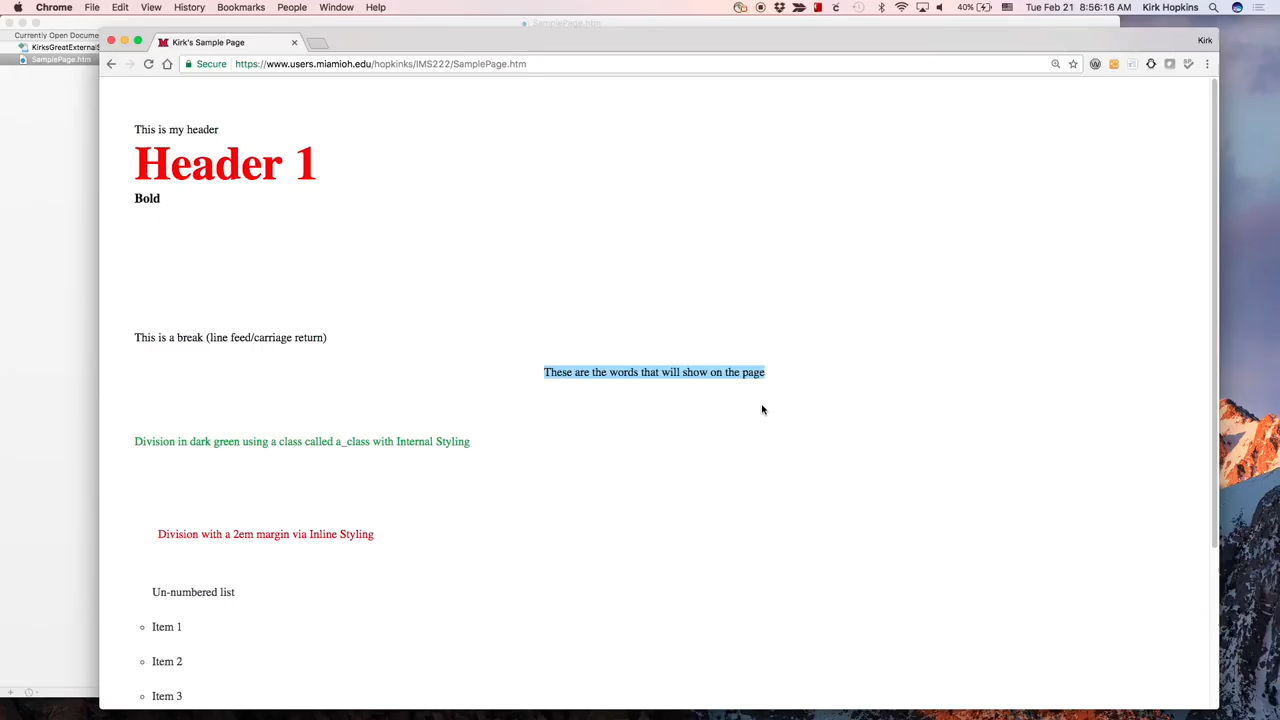 Chrome File Edit View History Bookmarks People Window Help 40% Tue Feb 21 8:56:16 AM Kirk Hopkins
SamplePage.htm
Currently Open Docume
KirksGreatExternalS
SamplePage.htm
Kirk's Sample Page
Kirk
Secure https://www.users.miamioh.edu/hopkinks/IMS222/SamplePage.htm
This is my header
Header 1
Bold
This is a break (line feed/carriage return)
These are the words that will show on the page
Division in dark green using a class called a_class with Internal Styling
Division with a 2em margin via Inline Styling
Un-numbered list
Item 1
Item 2
Item 3